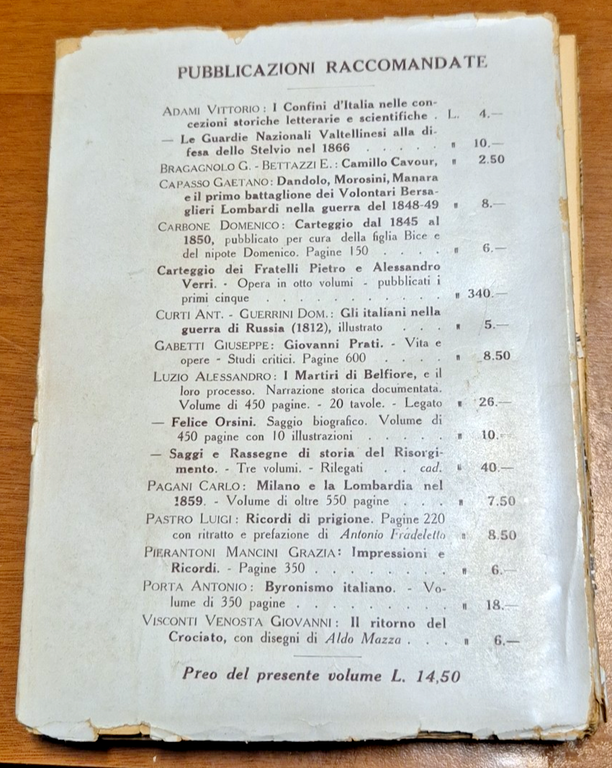 PUBBLICAZIONI RACCOMANDATE
ADAMI VITTORIO: I Confini d'Italia nelle con-
cezioni storiche letterarie e scientifiche . L. 4.—
— Le Guardie Nazionali Valtellinesi alla di-
fesa dello Stelvio nel 1866 . . . . . " 10.—
BRAGAGNOLO G. - BETTAZZI E.: Camillo Cavour, " 2.50
CAPASSO GAETANO: Dandolo, Morosini, Manara
e il primo battaglione dei Volontari Bersa-
glieri Lombardi nella guerra del 1848-49 " 8.—
CARBONE DOMENICO: Carteggio dal 1845 al
1850, pubblicato per cura della figlia Bice e
del nipote Domenico. Pagine 150 . . . . " 6.—
Carteggio dei Fratelli Pietro e Alessandro
Verri. - Opera in otto volumi - pubblicati i
primi cinque . . . . . . . . . . " 340.—
CURTI ANT. - GUERRINI DOM.: Gli italiani nella
guerra di Russia (1812), illustrato . . . " 5.—
GABETTI GIUSEPPE: Giovanni Prati. - Vita e
opere - Studi critici. Pagine 600 . . . . " 8.50
LUZIO ALESSANDRO: I Martiri di Belfiore, e il
loro processo. Narrazione storica documentata.
Volume di 450 pagine. - 20 tavole. - Legato " 26.—
— Felice Orsini. Saggio biografico. Volume di
450 pagine con 10 illustrazioni . . . . . " 10.—
— Saggi e Rassegne di storia del Risorgi-
mento. - Tre volumi. - Rilegati . . cad. " 40.—
PAGANI CARLO: Milano e la Lombardia nel
1859. - Volume di oltre 550 pagine . . . " 7.50
PASTRO LUIGI: Ricordi di prigione. Pagine 220
con ritratto e prefazione di Antonio Fradeletto " 8.50
PIERANTONI MANCINI GRAZIA: Impressioni e
Ricordi. - Pagine 350 . . . . . . . . " 6.—
PORTA ANTONIO: Byronismo italiano. - Vo-
lume di 350 pagine . . . . . . . . . " 18.—
VISCONTI VENOSTA GIOVANNI: Il ritorno del
Crociato, con disegni di Aldo Mazza . . . " 6.—
Preo del presente volume L. 14,50